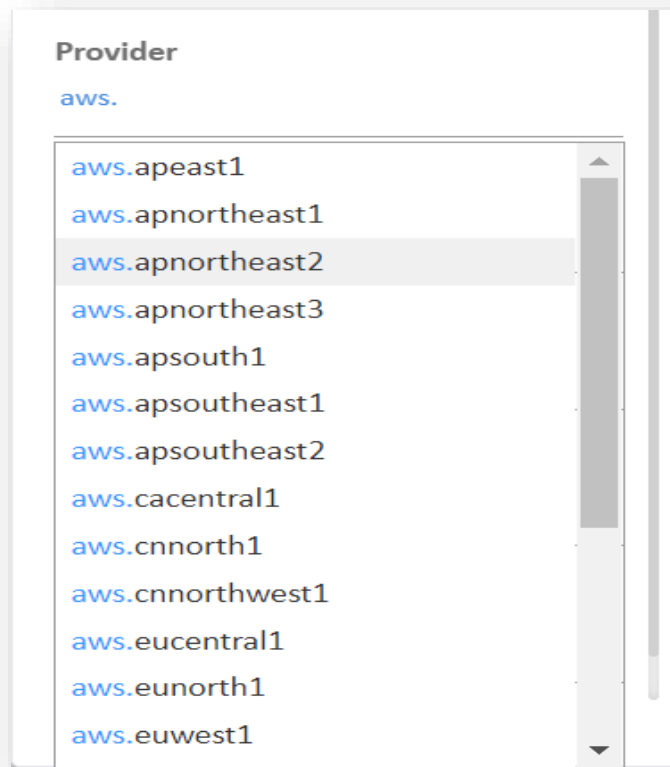 Provider
aws.
aws.apeast1
aws.apnortheast1
aws.apnortheast2
aws.apnortheast3
aws.apsouth1
aws.apsoutheast1
aws.apsoutheast2
aws.cacentral1
aws.cnnorth1
aws.cnnorthwest1
aws.eucentral1
aws.eunorth1
aws.euwest1